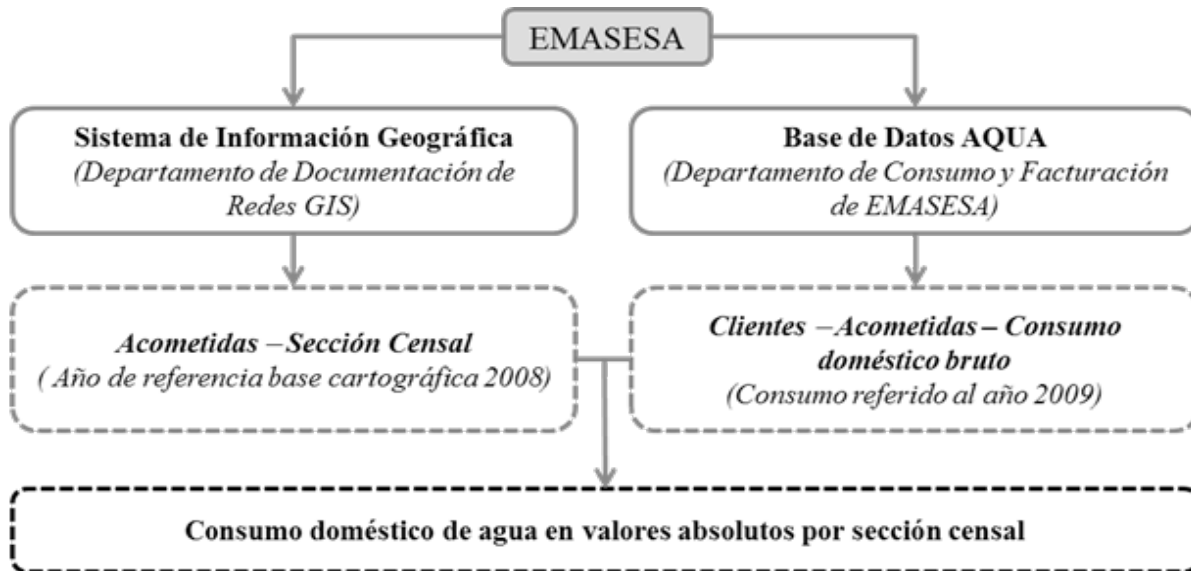 EMASESA
Sistema de Información Geográfica
(Departamento de Documentación de
Redes GIS)
Base de Datos AQUA
(Departamento de Consumo y Facturación
de EMASESA)
Acometidas – Sección Censal
( Año de referencia base cartográfica 2008)
Clientes – Acometidas – Consumo
doméstico bruto
(Consumo referido al año 2009)
Consumo doméstico de agua en valores absolutos por sección censal